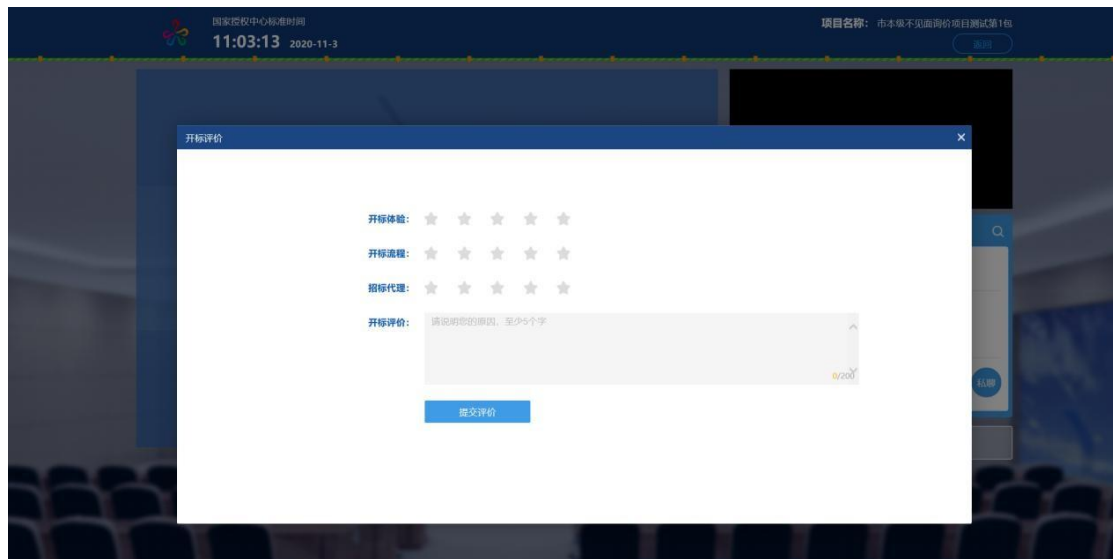 国家授权中心标准时间
11:03:13 2020-11-3
项目名称: 市本级不见面询价项目测试第1包
返回
开标评价
开标体验:
开标流程:
招标代理:
开标评价:
请说明您的原因，至少5个字
0/200
私聊
提交评价